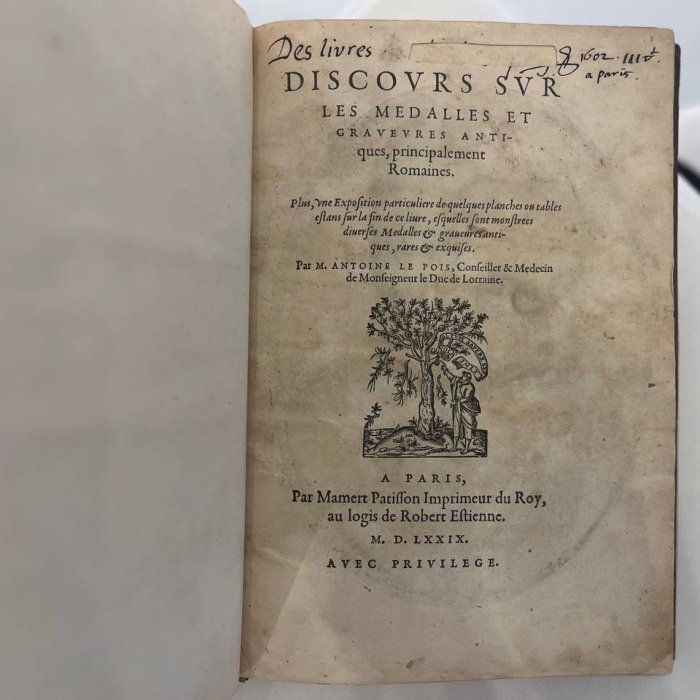 Des livres 1602. IIII
a paris.
DISCOVRS SVR
LES MEDALLES ET
GRAVEVRES ANTI-
ques, principalement
Romaines.
Plus, vne Expoſition particuliere de quelques planches ou tables
eſtans ſur la fin de ce liure, eſquelles ſont monſtrees
diuerſes Medalles & graueures anti-
ques, rares & exquiſes.
Par M. ANTOINE LE POIS, Conſeiller & Medecin
de Monſeigneur le Duc de Lorraine.
A PARIS,
Par Mamert Patiſſon Imprimeur du Roy,
au logis de Robert Eſtienne.
M. D. LXXIX.
AVEC PRIVILEGE.